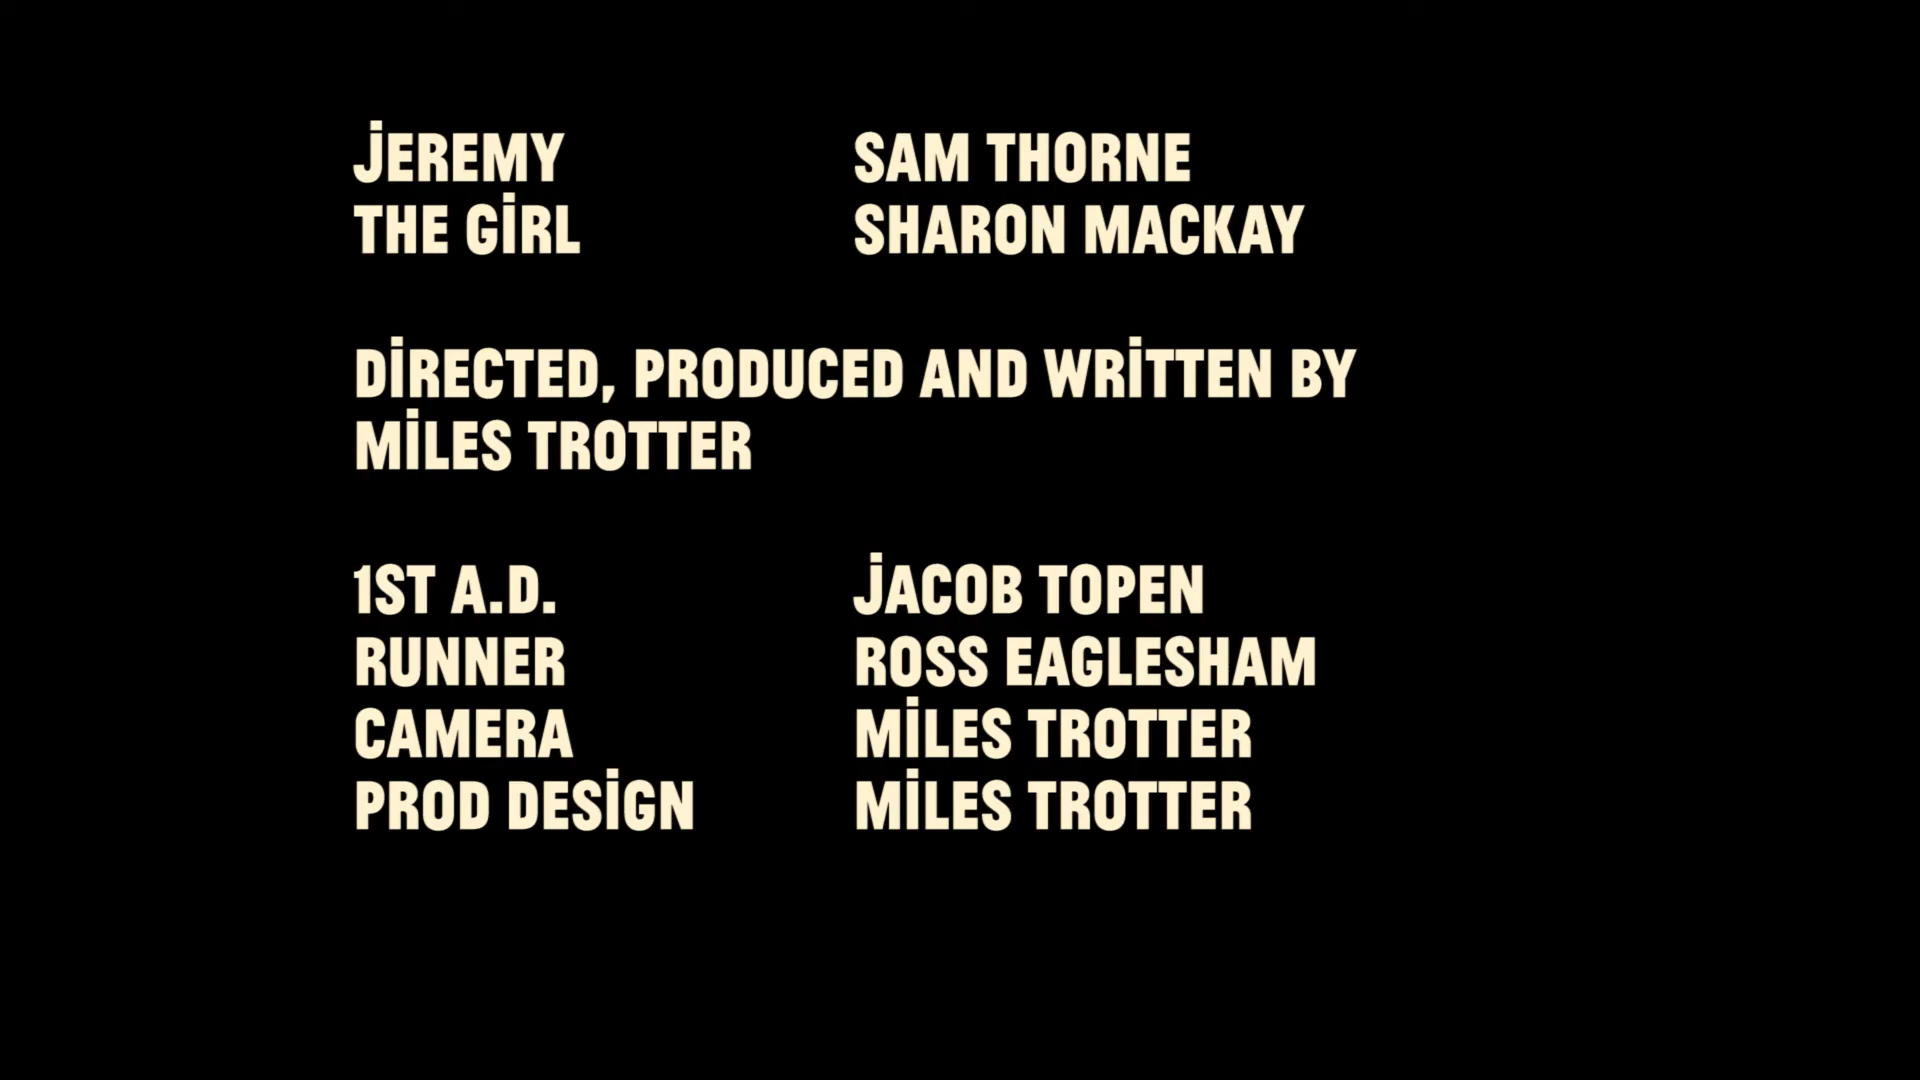 JEREMY SAM THORNE
THE GİRL SHARON MACKAY
DİRECTED, PRODUCED AND WRİTTEN BY
MİLES TROTTER
1ST A.D. JACOB TOPEN
RUNNER ROSS EAGLESHAM
CAMERA MİLES TROTTER
PROD DESİGN MİLES TROTTER